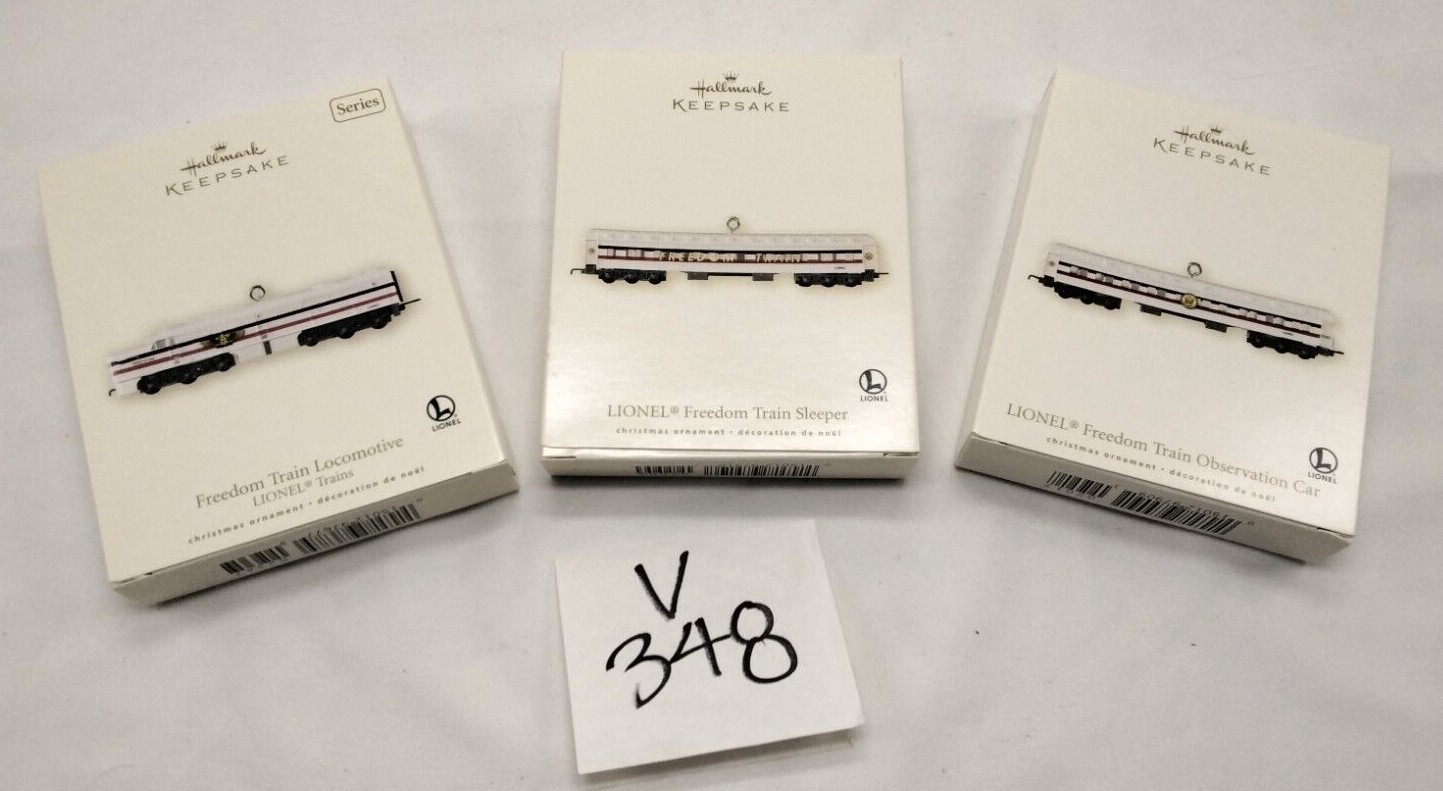 Series
Hallmark
KEEPSAKE
LIONEL
Freedom Train Locomotive
LIONEL® Trains
christmas ornament • décoration de noël
Hallmark
KEEPSAKE
FREEDOM TRAIN
LIONEL
LIONEL® Freedom Train Sleeper
christmas ornament • décoration de noël
Hallmark
KEEPSAKE
LIONEL® Freedom Train Observation Car
LIONEL
christmas ornament • décoration de noël
V
348